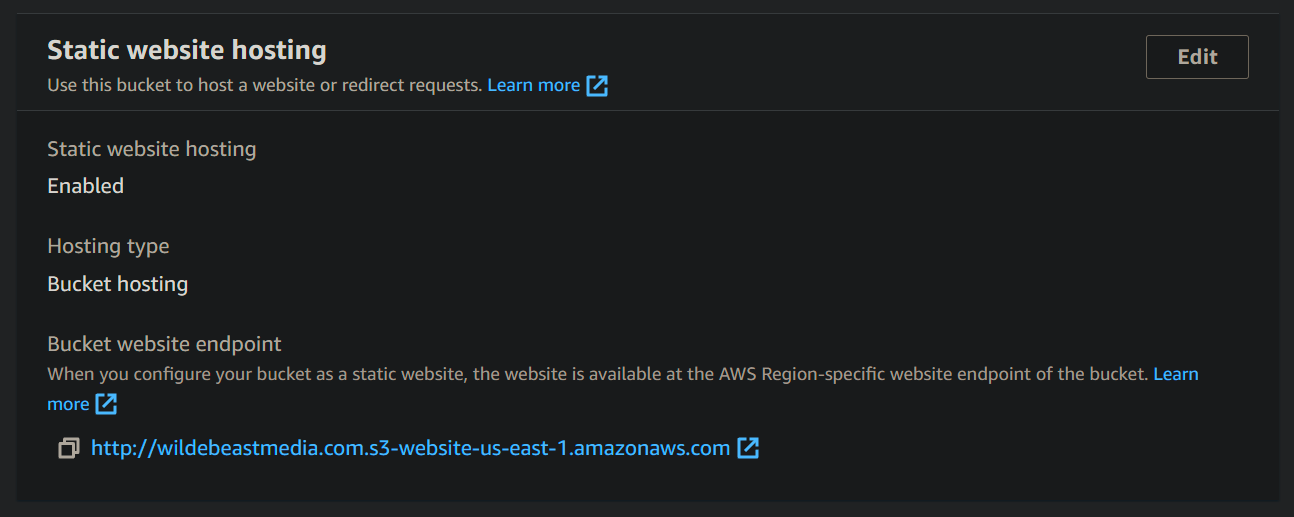 Static website hosting
Edit
Use this bucket to host a website or redirect requests. Learn more
Static website hosting
Enabled
Hosting type
Bucket hosting
Bucket website endpoint
When you configure your bucket as a static website, the website is available at the AWS Region-specific website endpoint of the bucket. Learn
more
http://wildebeastmedia.com.s3-website-us-east-1.amazonaws.com